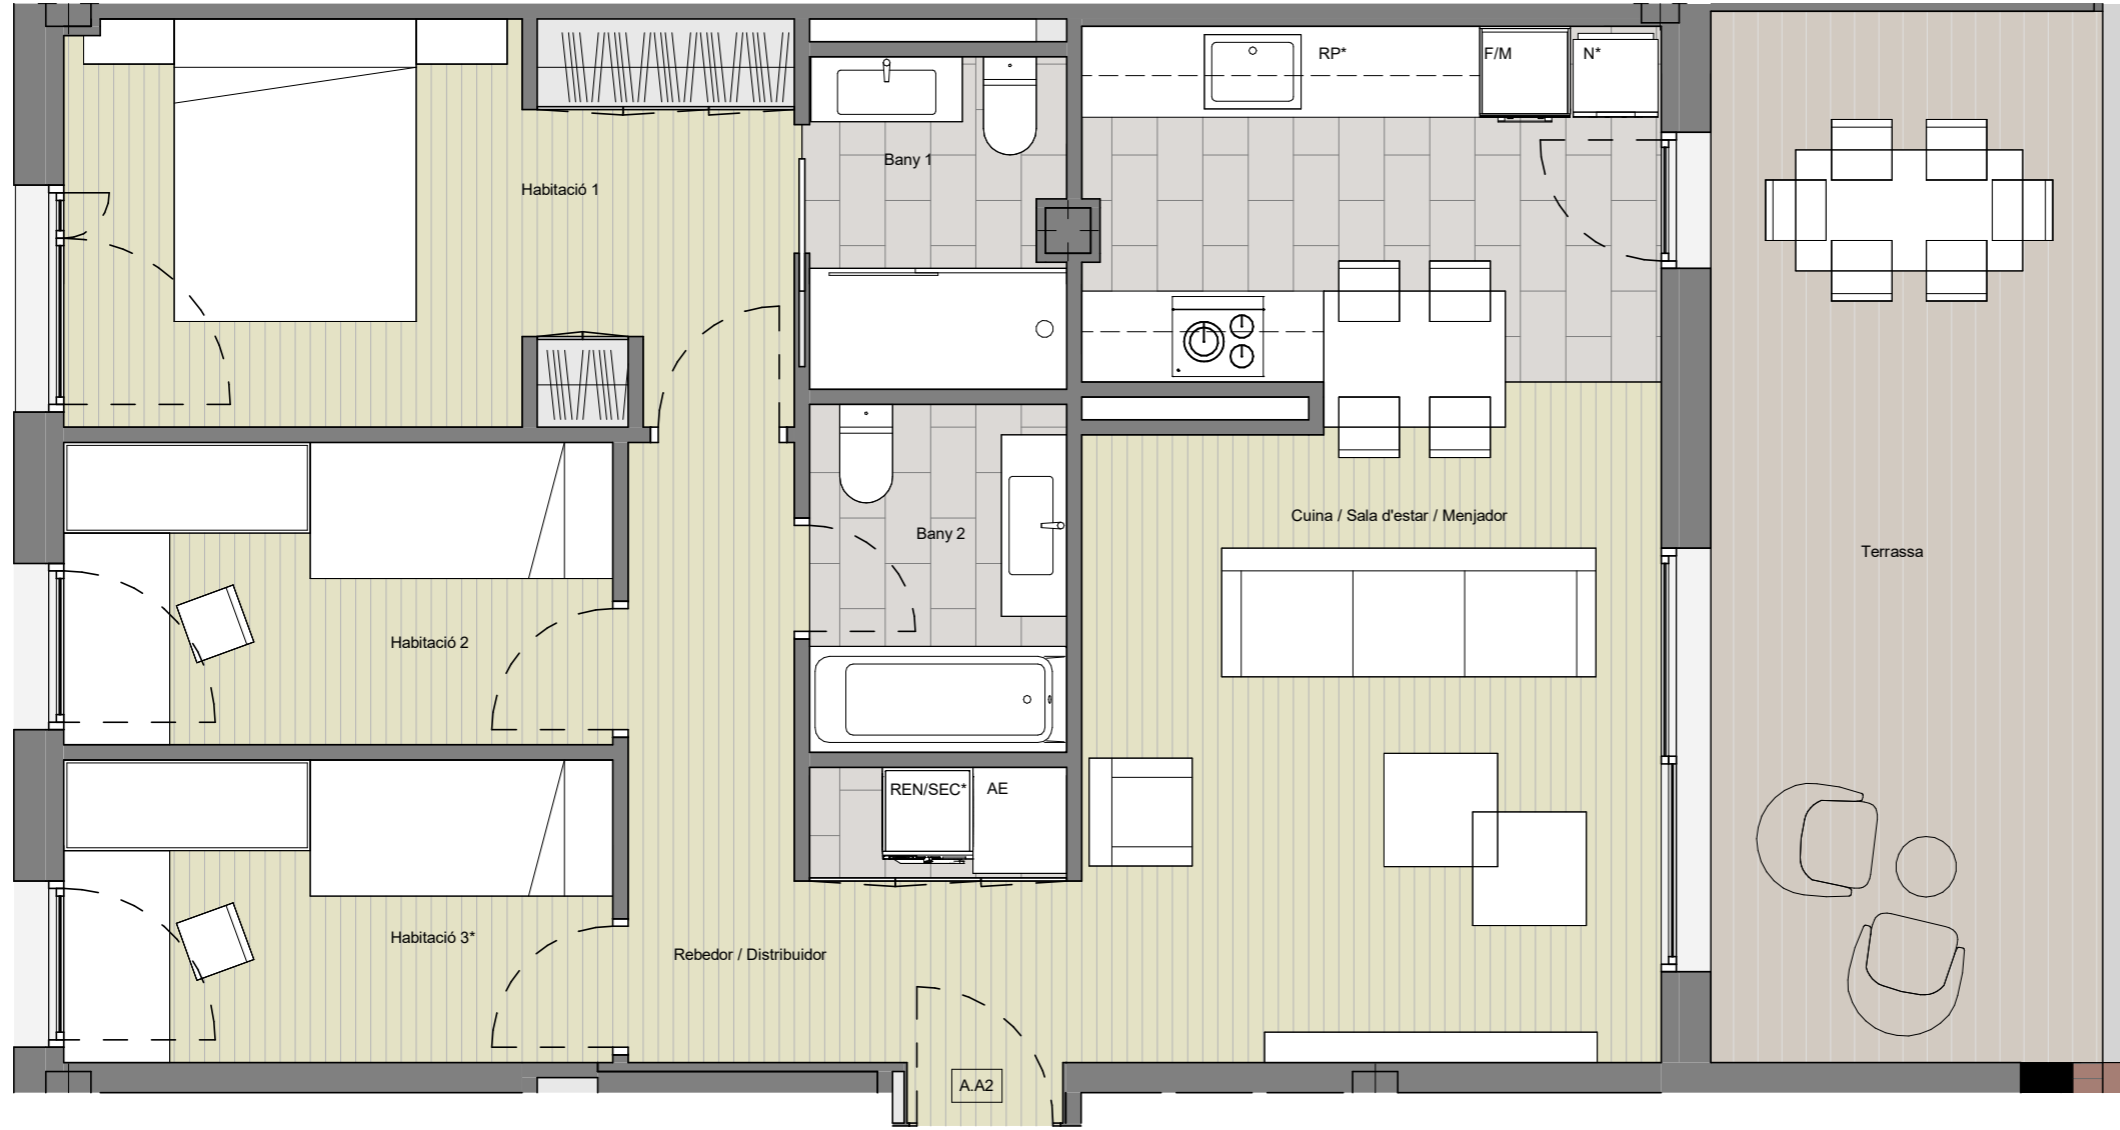 RP*
F/M
N*
Bany 1
Habitació 1
Cuina / Sala d'estar / Menjador
Bany 2
Terrassa
Habitació 2
REN/SEC*
AE
Habitació 3*
Rebedor / Distribuidor
A.A2